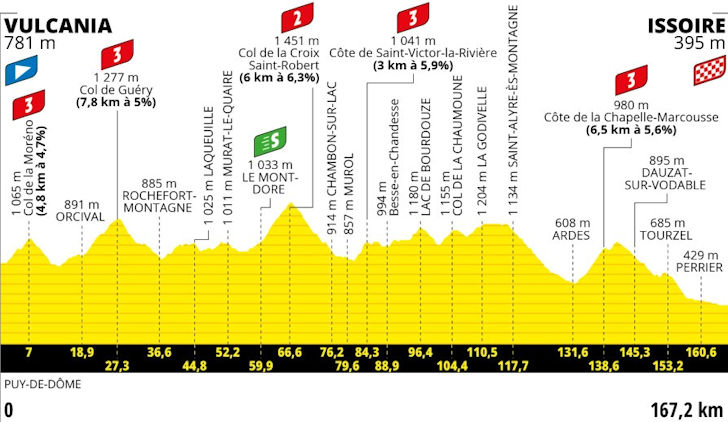 VULCANIA
781 m
ISSOIRE
395 m
3
1 065 m
Col de la Moréno
(4,8 km à 4,7%)
891 m
ORCIVAL
3
1 277 m
Col de Guéry
(7,8 km à 5%)
885 m
ROCHEFORT-
MONTAGNE
1 025 m LAQUEUILLE
1 011 m MURAT-LE-QUAIRE
S
1 033 m
LE MONT-
DORE
2
1 451 m
Col de la Croix
Saint-Robert
(6 km à 6,3%)
914 m CHAMBON-SUR-LAC
857 m MUROL
3
1 041 m
Côte de Saint-Victor-la-Rivière
(3 km à 5,9%)
994 m
Besse-en-Chandesse
1 180 m
LAC DE BOURDOUZE
1 155 m
COL DE LA CHAUMOUNE
1 204 m LA GODIVELLE
1 134 m SAINT-ALYRE-ÈS-MONTAGNE
608 m
ARDES
3
980 m
Côte de la Chapelle-Marcousse
(6,5 km à 5,6%)
895 m
DAUZAT-
SUR-VODABLE
685 m
TOURZEL
429 m
PERRIER
7 18,9 36,6 52,2 66,6 76,2 84,3 96,4 110,5 131,6 145,3 160,6
27,3 44,8 59,9 79,6 88,9 104,4 117,7 138,6 153,2
PUY-DE-DÔME
0
167,2 km